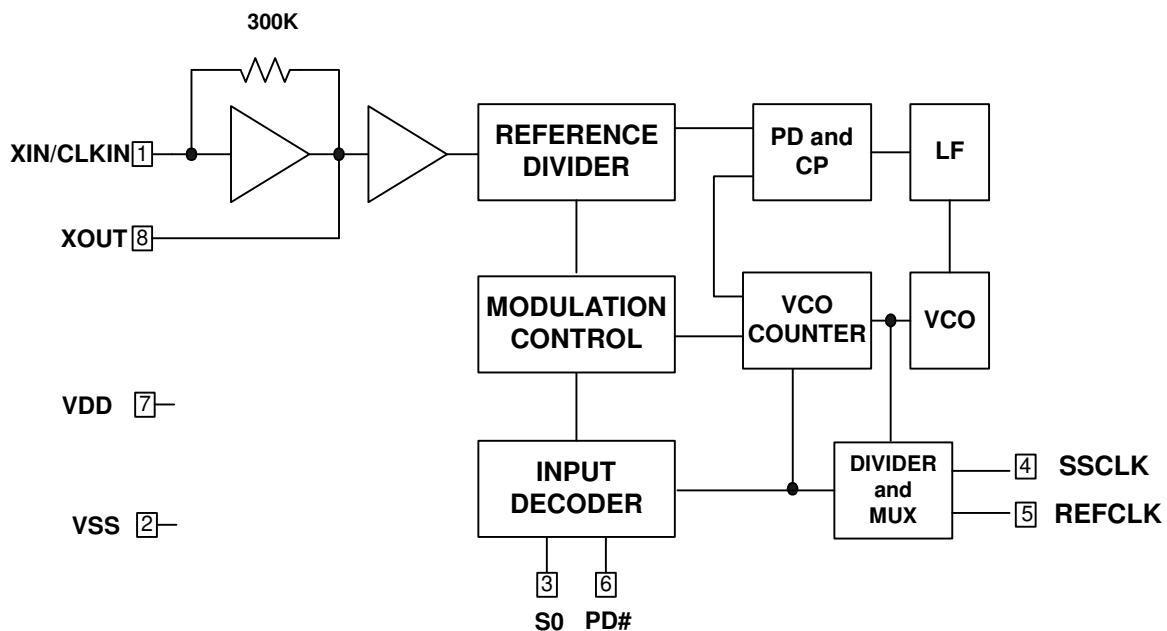 300K
XIN/CLKIN 1
XOUT 8
REFERENCE
DIVIDER
PD and
CP
LF
MODULATION
CONTROL
VCO
COUNTER
VCO
VDD 7
VSS 2
INPUT
DECODER
DIVIDER
and
MUX
4 SSCLK
5 REFCLK
3 6
S0 PD#